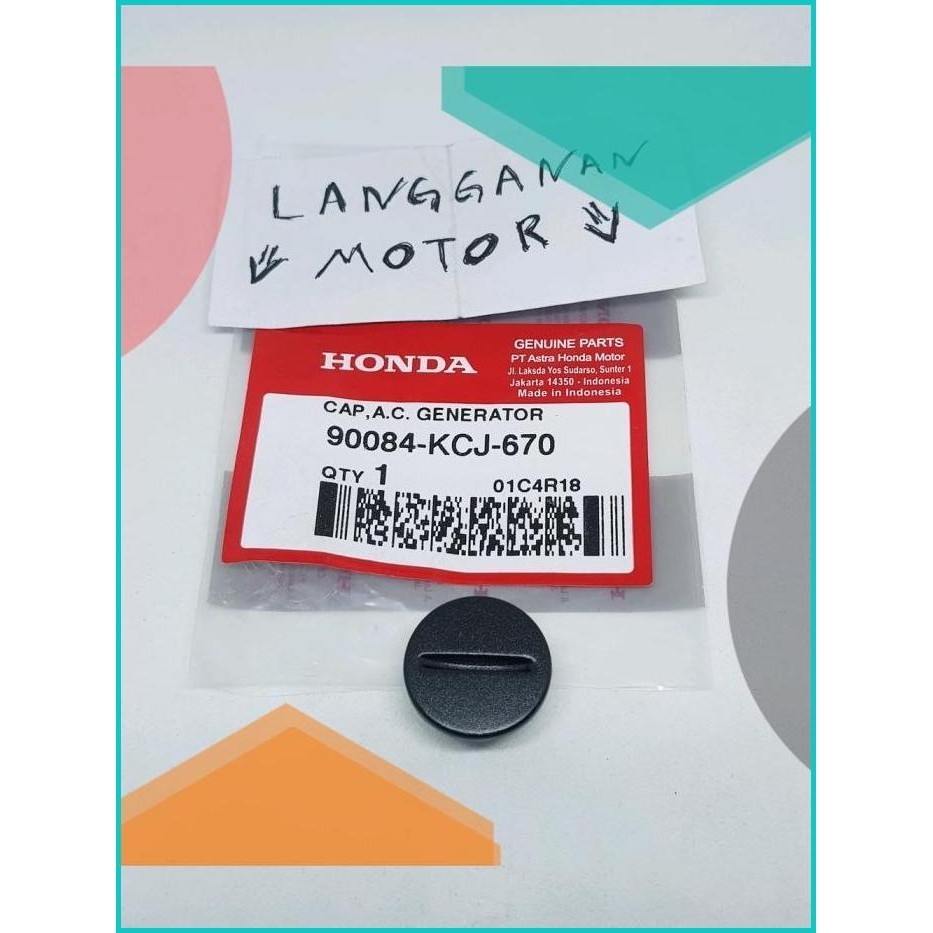 LANGGANAN
MOTOR
HONDA
GENUINE PARTS
PT Astra Honda Motor
Jl. Laksda Yos Sudarso, Sunter 1
Jakarta 14350 - Indonesia
Made in Indonesia
CAP, A.C. GENERATOR
90084-KCJ-670
QTY 1
01C4R18